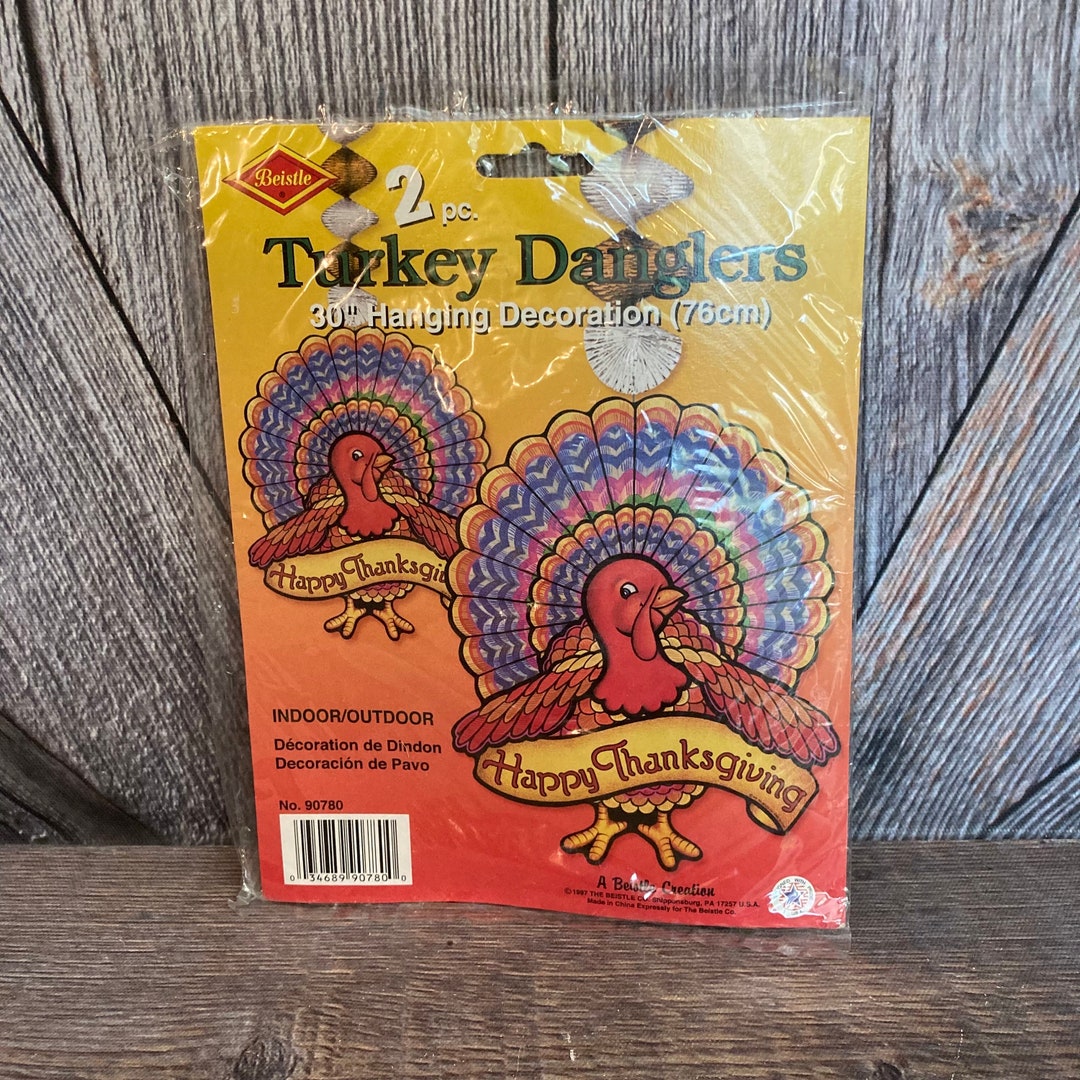 Beistle
®
2 pc.
Turkey Danglers
30" Hanging Decoration (76cm)
Happy Thanksgi
Happy Thanksgiving
INDOOR/OUTDOOR
Décoration de Dindon
Decoración de Pavo
No. 90780
0 34689 90780 0
A Beistle Creation
© 1997 THE BEISTLE CO. Shippensburg, PA 17257 U.S.A.
Made in China Expressly for The Beistle Co.